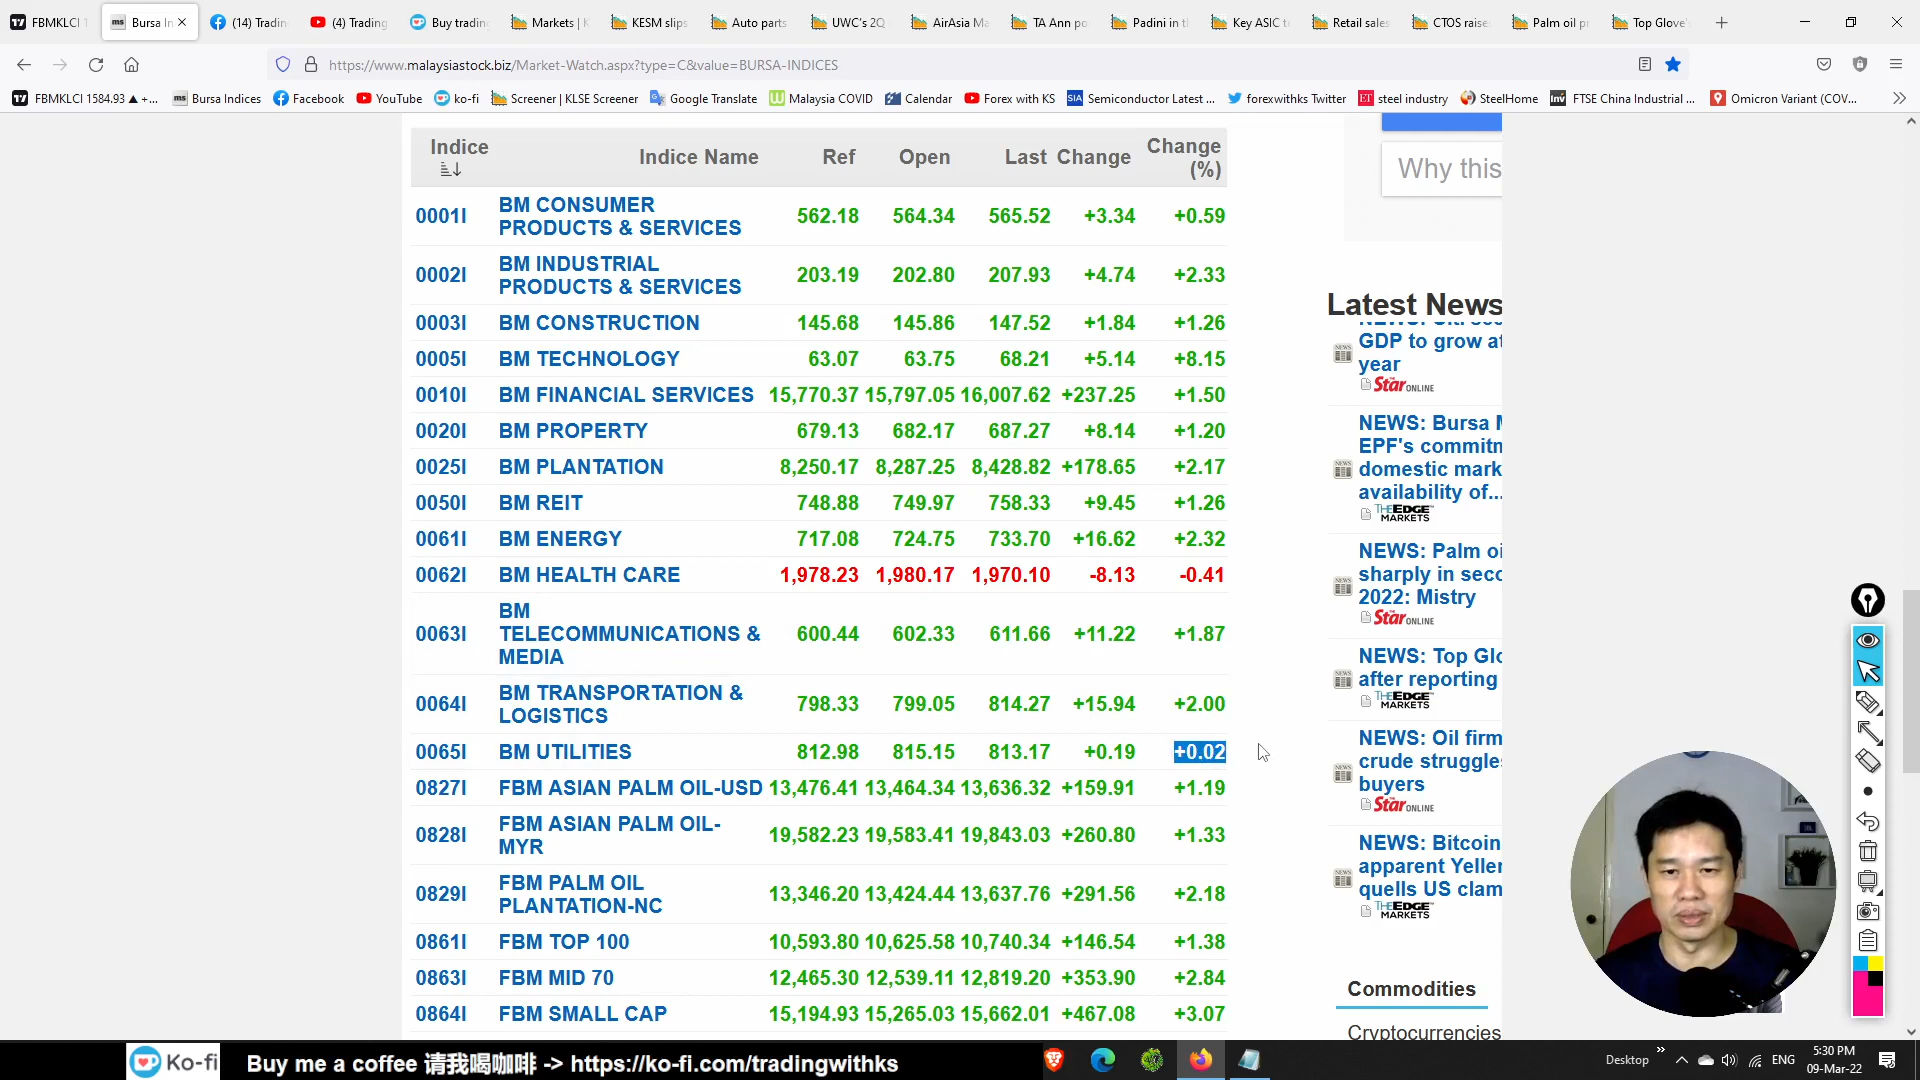 FBMKLCI 1
Bursa In
(14) Tradin
(4) Trading
Buy tradin
Markets | K
KESM slips
Auto parts
UWC's 2Q
AirAsia Ma
TA Ann po
Padini in th
Key ASIC t
Retail sales
CTOS raise
Palm oil pr
Top Glove's
https://www.malaysiastock.biz/Market-Watch.aspx?type=C&value=BURSA-INDICES
FBMKLCI 1584.93 ▲ +...
Bursa Indices
Facebook
YouTube
ko-fi
Screener | KLSE Screener
Google Translate
Malaysia COVID
Calendar
Forex with KS
Semiconductor Latest ...
forexwithks Twitter
steel industry
SteelHome
FTSE China Industrial ...
Omicron Variant (COV...
Indice Indice Name Ref Open Last Change Change (%)
0001I BM CONSUMER PRODUCTS & SERVICES 562.18 564.34 565.52 +3.34 +0.59
0002I BM INDUSTRIAL PRODUCTS & SERVICES 203.19 202.80 207.93 +4.74 +2.33
0003I BM CONSTRUCTION 145.68 145.86 147.52 +1.84 +1.26
0005I BM TECHNOLOGY 63.07 63.75 68.21 +5.14 +8.15
0010I BM FINANCIAL SERVICES 15,770.37 15,797.05 16,007.62 +237.25 +1.50
0020I BM PROPERTY 679.13 682.17 687.27 +8.14 +1.20
0025I BM PLANTATION 8,250.17 8,287.25 8,428.82 +178.65 +2.17
0050I BM REIT 748.88 749.97 758.33 +9.45 +1.26
0061I BM ENERGY 717.08 724.75 733.70 +16.62 +2.32
0062I BM HEALTH CARE 1,978.23 1,980.17 1,970.10 -8.13 -0.41
0063I BM TELECOMMUNICATIONS & MEDIA 600.44 602.33 611.66 +11.22 +1.87
0064I BM TRANSPORTATION & LOGISTICS 798.33 799.05 814.27 +15.94 +2.00
0065I BM UTILITIES 812.98 815.15 813.17 +0.19 +0.02
0827I FBM ASIAN PALM OIL-USD 13,476.41 13,464.34 13,636.32 +159.91 +1.19
0828I FBM ASIAN PALM OIL-MYR 19,582.23 19,583.41 19,843.03 +260.80 +1.33
0829I FBM PALM OIL PLANTATION-NC 13,346.20 13,424.44 13,637.76 +291.56 +2.18
0861I FBM TOP 100 10,593.80 10,625.58 10,740.34 +146.54 +1.38
0863I FBM MID 70 12,465.30 12,539.11 12,819.20 +353.90 +2.84
0864I FBM SMALL CAP 15,194.93 15,265.03 15,662.01 +467.08 +3.07
Why this
Latest News
GDP to grow at
year
Star ONLINE
NEWS: Bursa M
EPF's commitm
domestic mark
availability of...
THE EDGE MARKETS
NEWS: Palm oi
sharply in seco
2022: Mistry
Star ONLINE
NEWS: Top Glo
after reporting
THE EDGE MARKETS
NEWS: Oil firm
crude struggles
buyers
Star ONLINE
NEWS: Bitcoin
apparent Yeller
quells US clam
THE EDGE MARKETS
Commodities
Cryptocurrencies
Ko-fi
Buy me a coffee 请我喝咖啡 -> https://ko-fi.com/tradingwithks
Desktop
ENG
5:30 PM
09-Mar-22